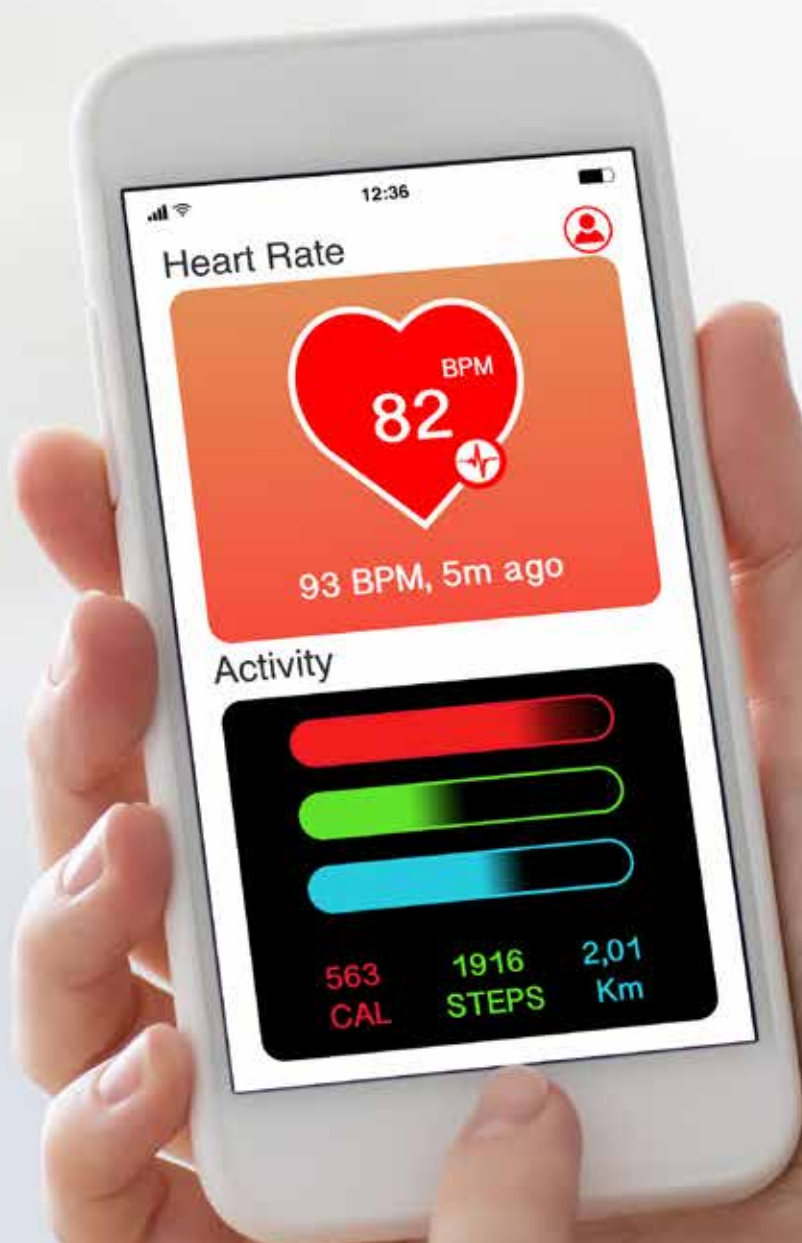 12:36
Heart Rate
BPM
82
93 BPM, 5m ago
Activity
563 1916 2,01
CAL STEPS Km